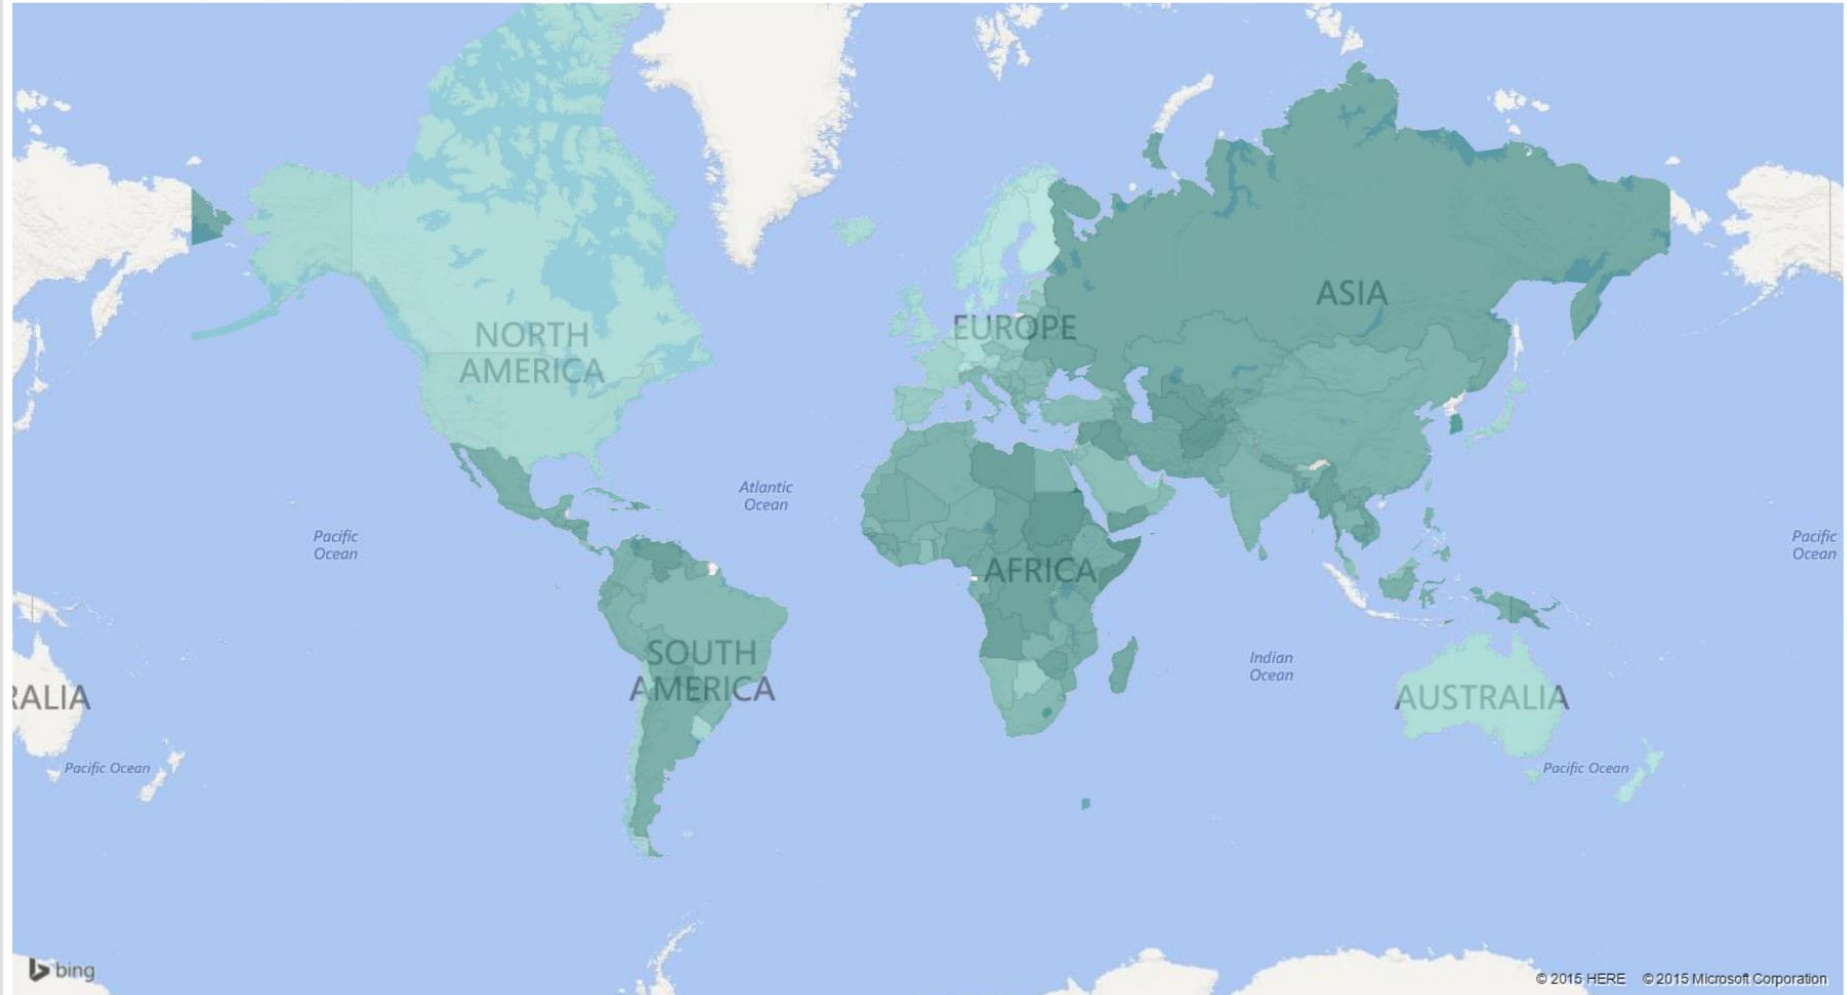 NORTH
AMERICA
EUROPE
ASIA
Atlantic
Ocean
Pacific
Ocean
Pacific
Ocean
AFRICA
SOUTH
AMERICA
Indian
Ocean
RALIA
AUSTRALIA
Pacific Ocean
Pacific Ocean
bing
© 2015 HERE © 2015 Microsoft Corporation